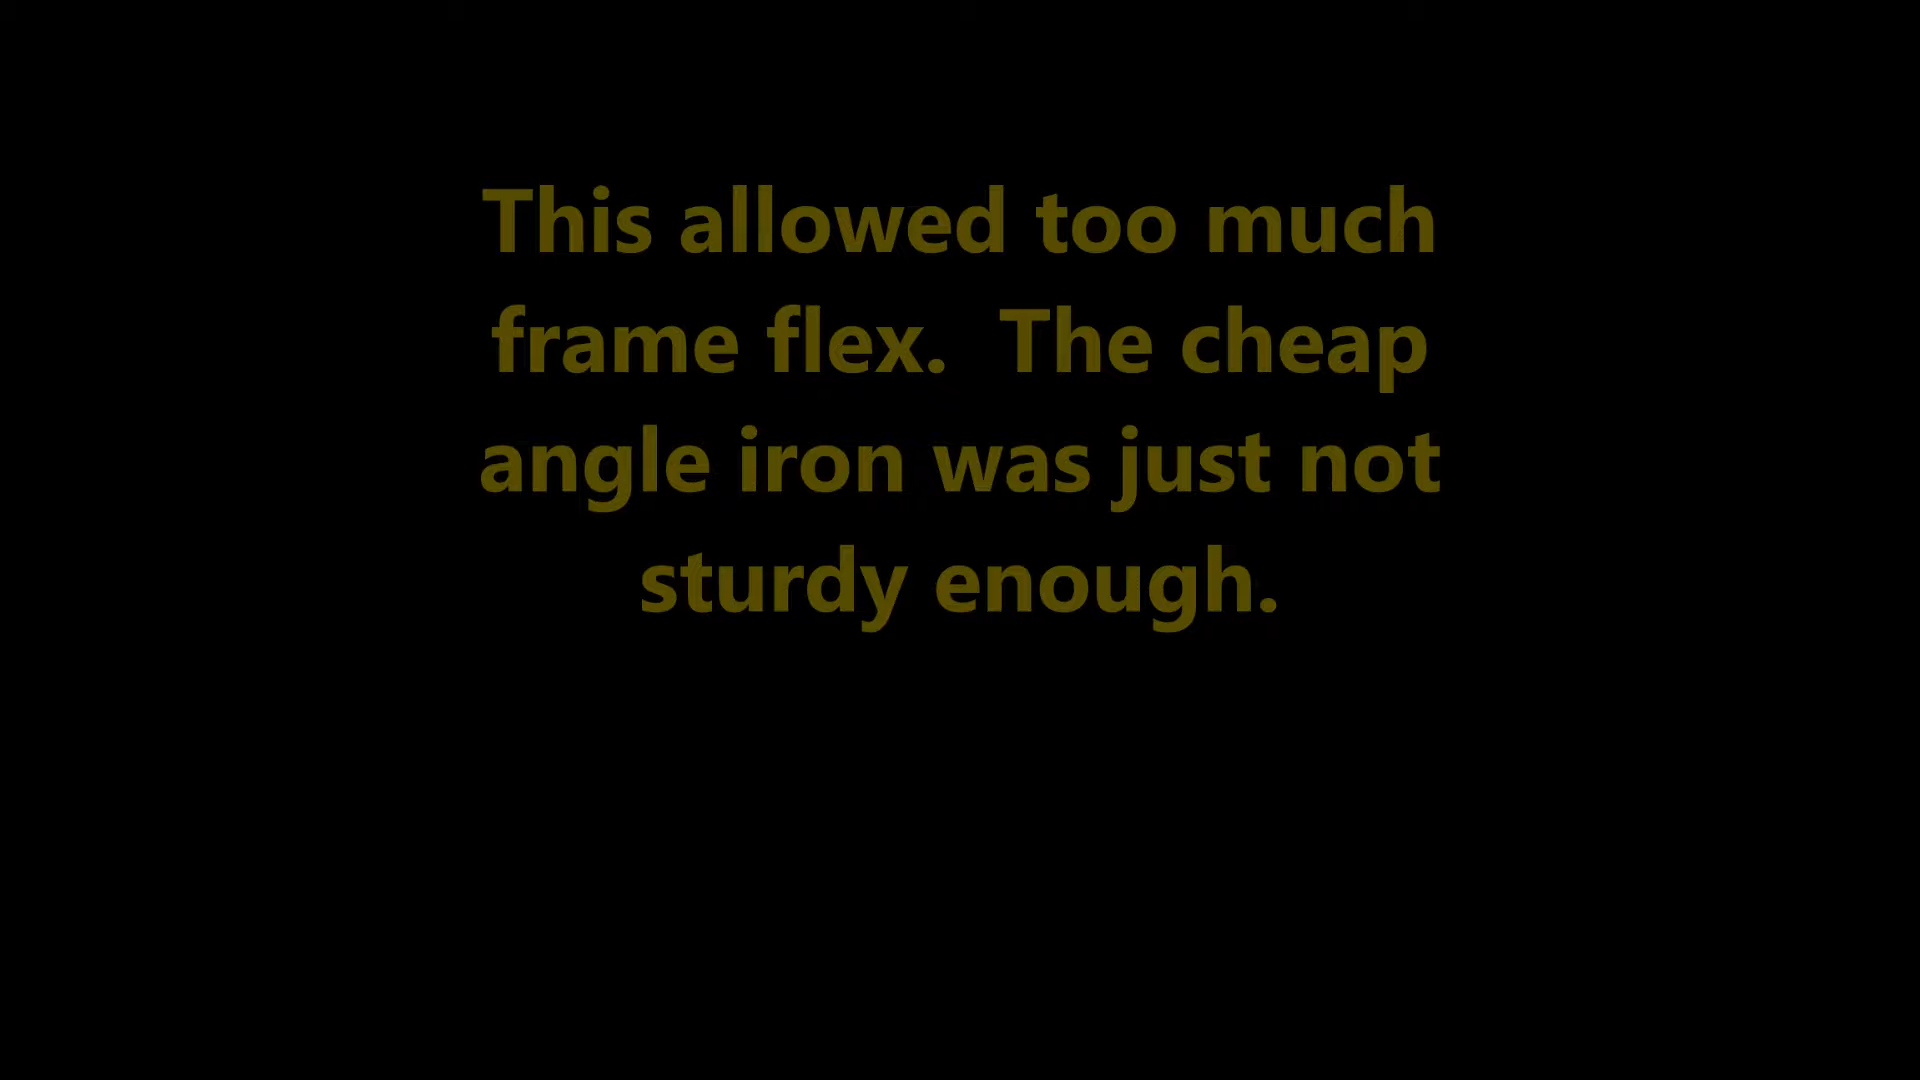 This allowed too much
frame flex.  The cheap
angle iron was just not
sturdy enough.